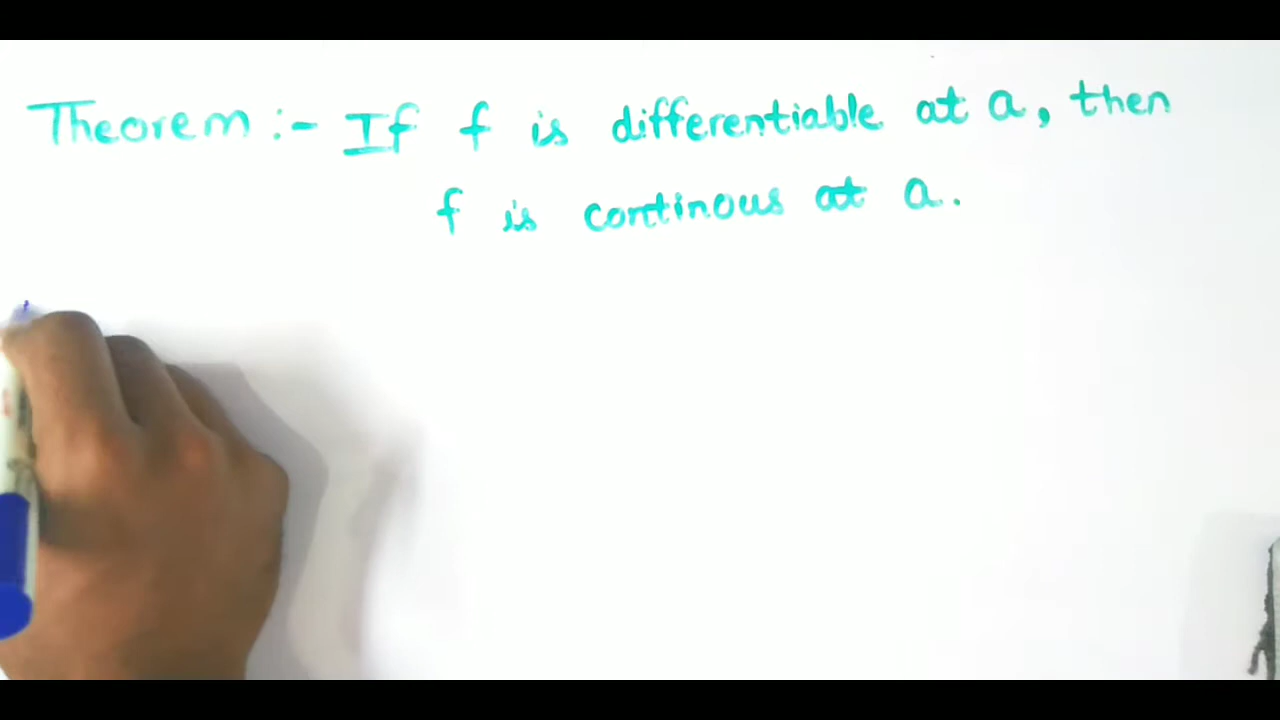 Theorem :- If f is differentiable at a, then
f is continous at a.